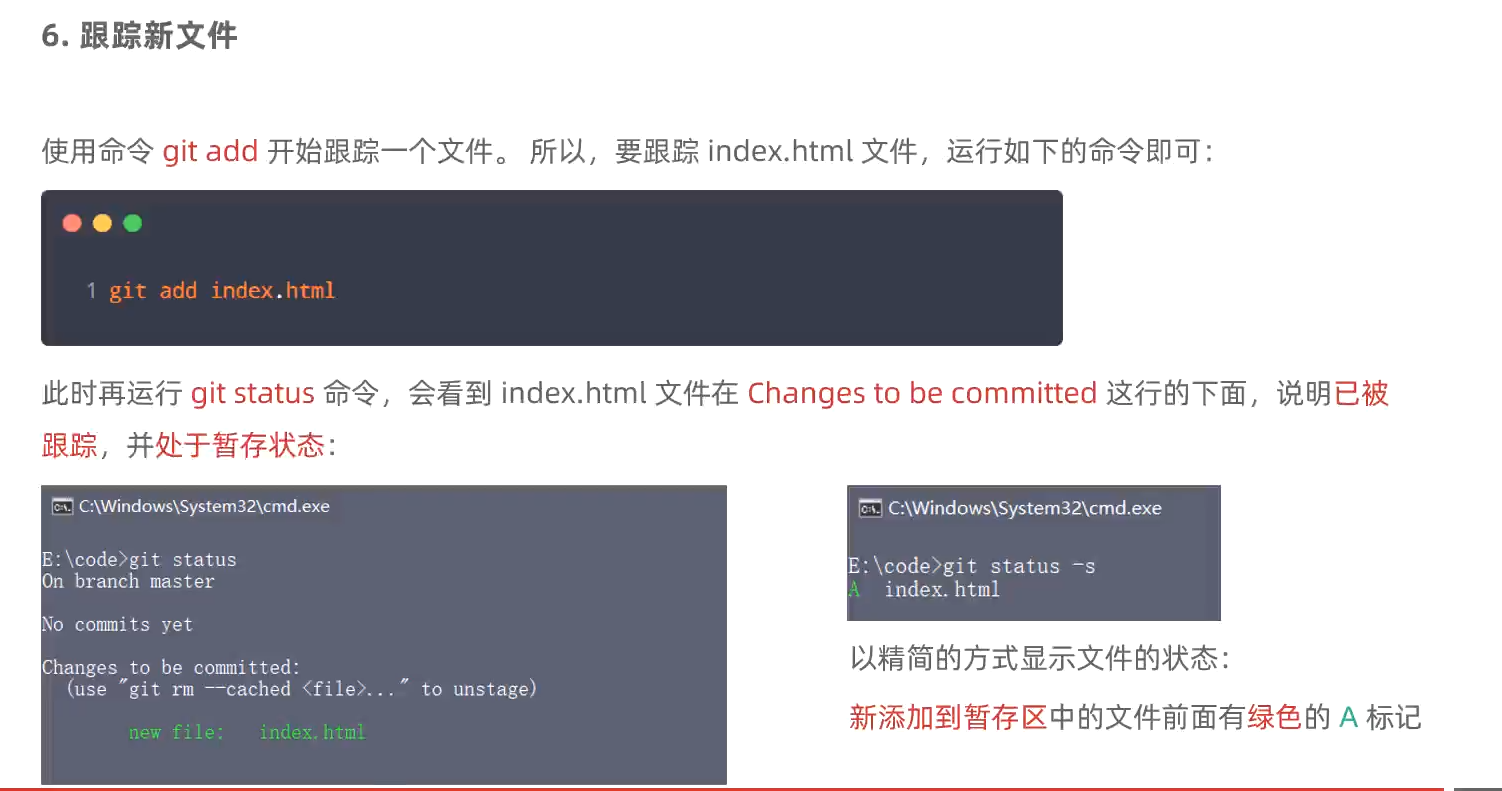 6. 跟踪新文件
使用命令 git add 开始跟踪一个文件。 所以，要跟踪 index.html 文件，运行如下的命令即可：
1 git add index.html
此时再运行 git status 命令，会看到 index.html 文件在 Changes to be committed 这行的下面，说明已被
跟踪，并处于暂存状态：
C:\Windows\System32\cmd.exe
E:\code>git status
On branch master
No commits yet
Changes to be committed:
(use "git rm --cached <file>..." to unstage)
new file: index.html
C:\Windows\System32\cmd.exe
E:\code>git status -s
A index.html
以精简的方式显示文件的状态：
新添加到暂存区中的文件前面有绿色的 A 标记